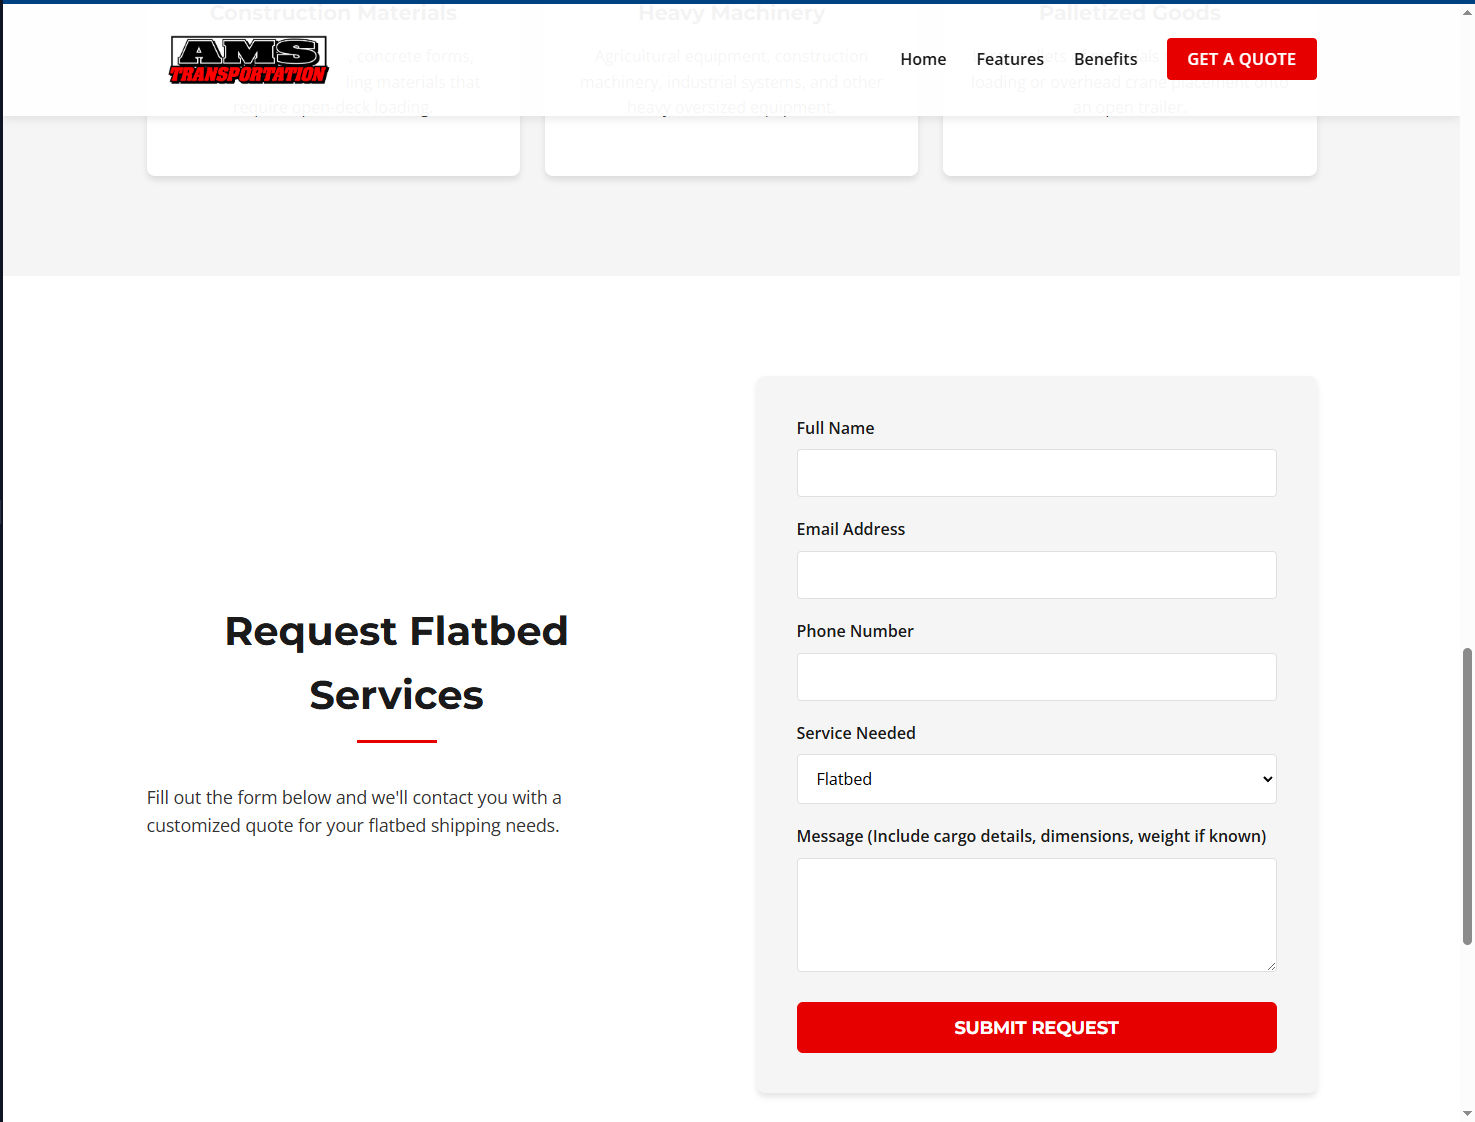 Construction Materials
Heavy Machinery
Palletized Goods
AMS
TRANSPORTATION
Home
Features
Benefits
GET A QUOTE
, concrete forms,
ling materials that
require open-deck loading.
Agricultural equipment, construction
machinery, industrial systems, and other
heavy oversized equipment
loading or overhead crane placement onto
an open trailer.
Request Flatbed
Services
Fill out the form below and we'll contact you with a
customized quote for your flatbed shipping needs.
Full Name
Email Address
Phone Number
Service Needed
Flatbed
Message (Include cargo details, dimensions, weight if known)
SUBMIT REQUEST